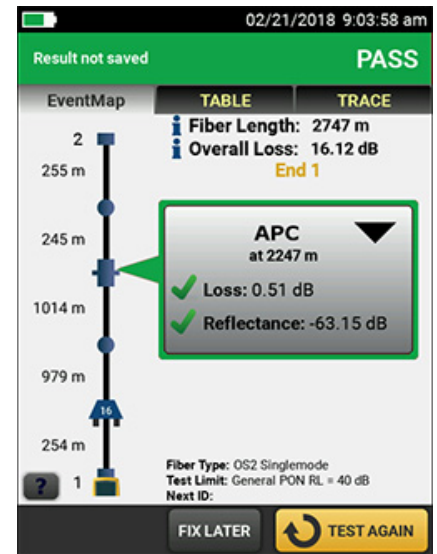 02/21/2018 9:03:58 am
Result not saved PASS
EventMap TABLE TRACE
Fiber Length: 2747 m
Overall Loss: 16.12 dB
End 1
2
255 m
245 m
APC
at 2247 m
Loss: 0.51 dB
Reflectance: -63.15 dB
1014 m
979 m
16
254 m
1
?
Fiber Type: OS2 Singlemode
Test Limit: General PON RL = 40 dB
Next ID:
FIX LATER TEST AGAIN